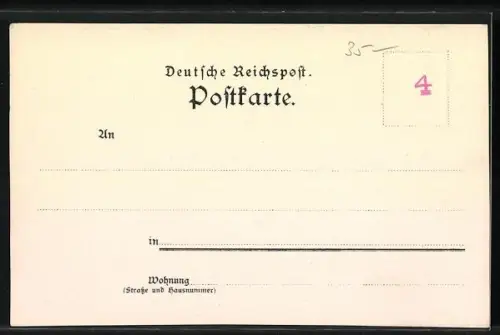 35-
Deutsche Reichspost.
Postkarte.
4
An
in
Wohnung
(Straße und Hausnummer)